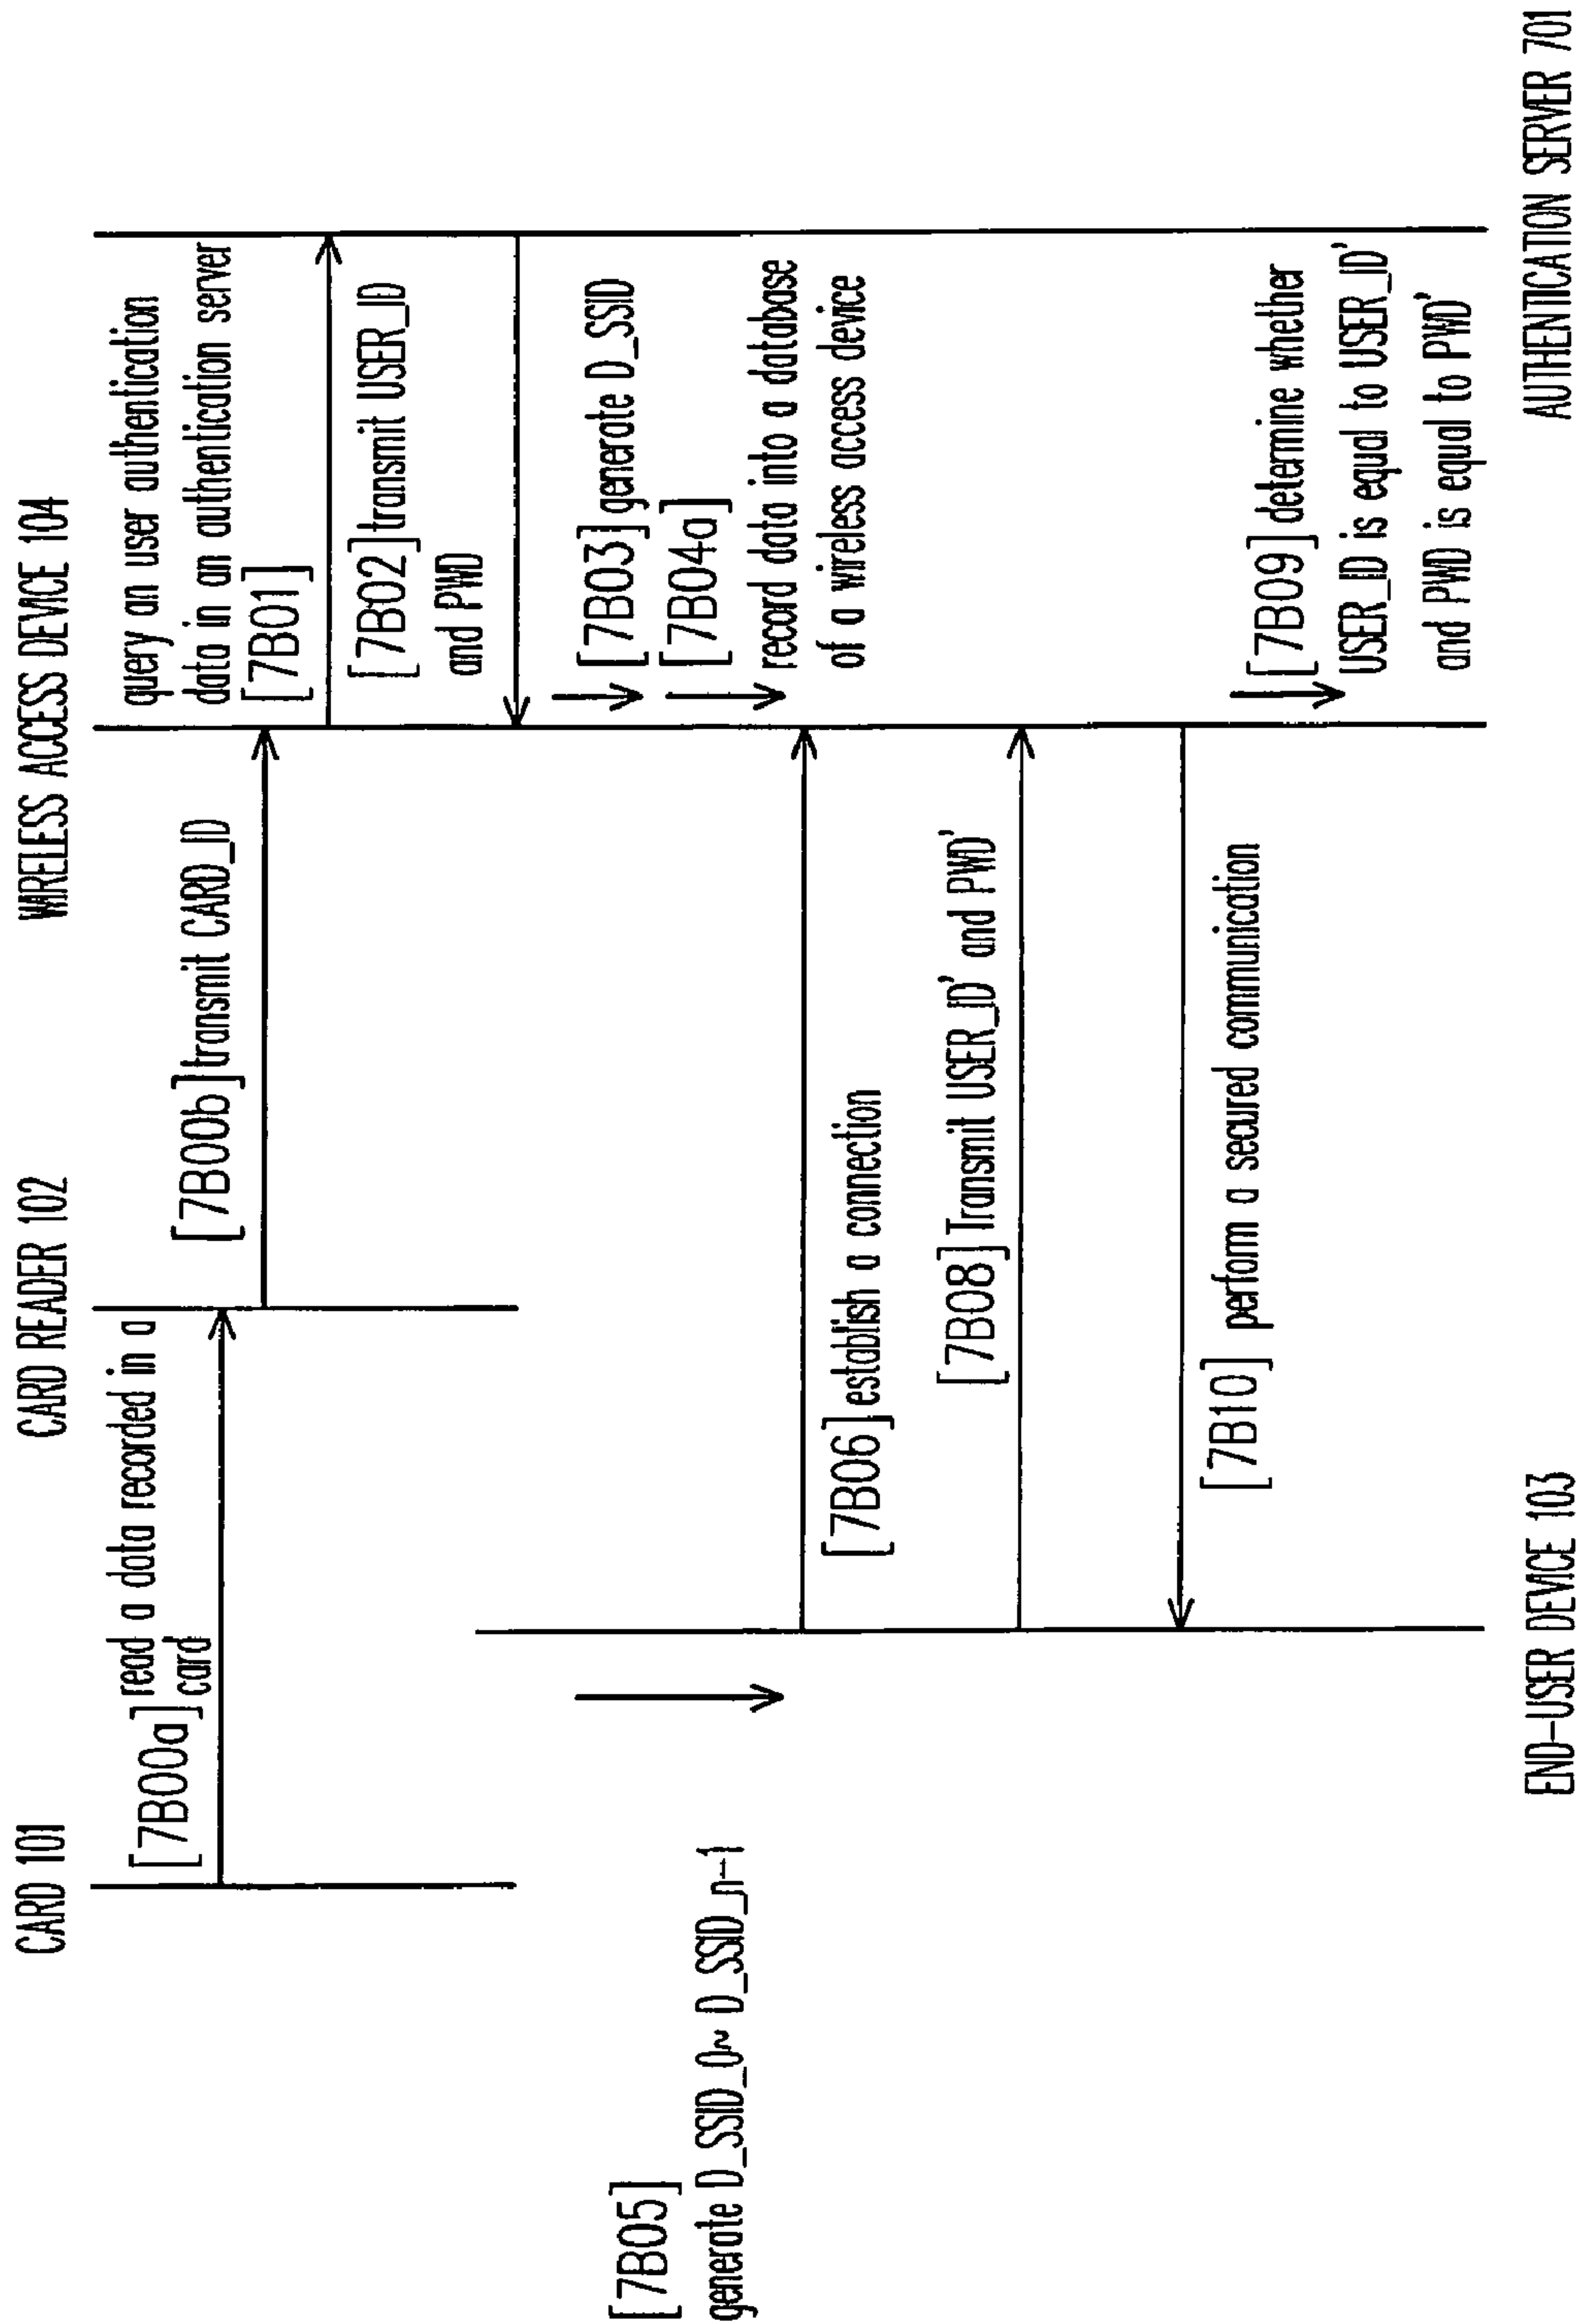 CARD 101
CARD READER 102
WIRELESS ACCESS DEVICE 104
[7B00a] read a data recorded in a
card
[7B00b] transmit CARD_ID
query an user authentication
data in an authentication server
[7B01]
[7B02] transmit USER_ID
and PWD
[7B03] generate D_SSID
[7B04a]
record data into a database
of a wireless access device
[7B05]
generate D_SSID_0~ D_SSID_n-1
[7B06] establish a connection
[7B08] Transmit USER_ID' and PWD'
[7B10] perform a secured communication
[7B09] determine whether
USER_ID is equal to USER_ID'
and PWD is equal to PWD'
END-USER DEVICE 103
AUTHENTICATION SERVER 701